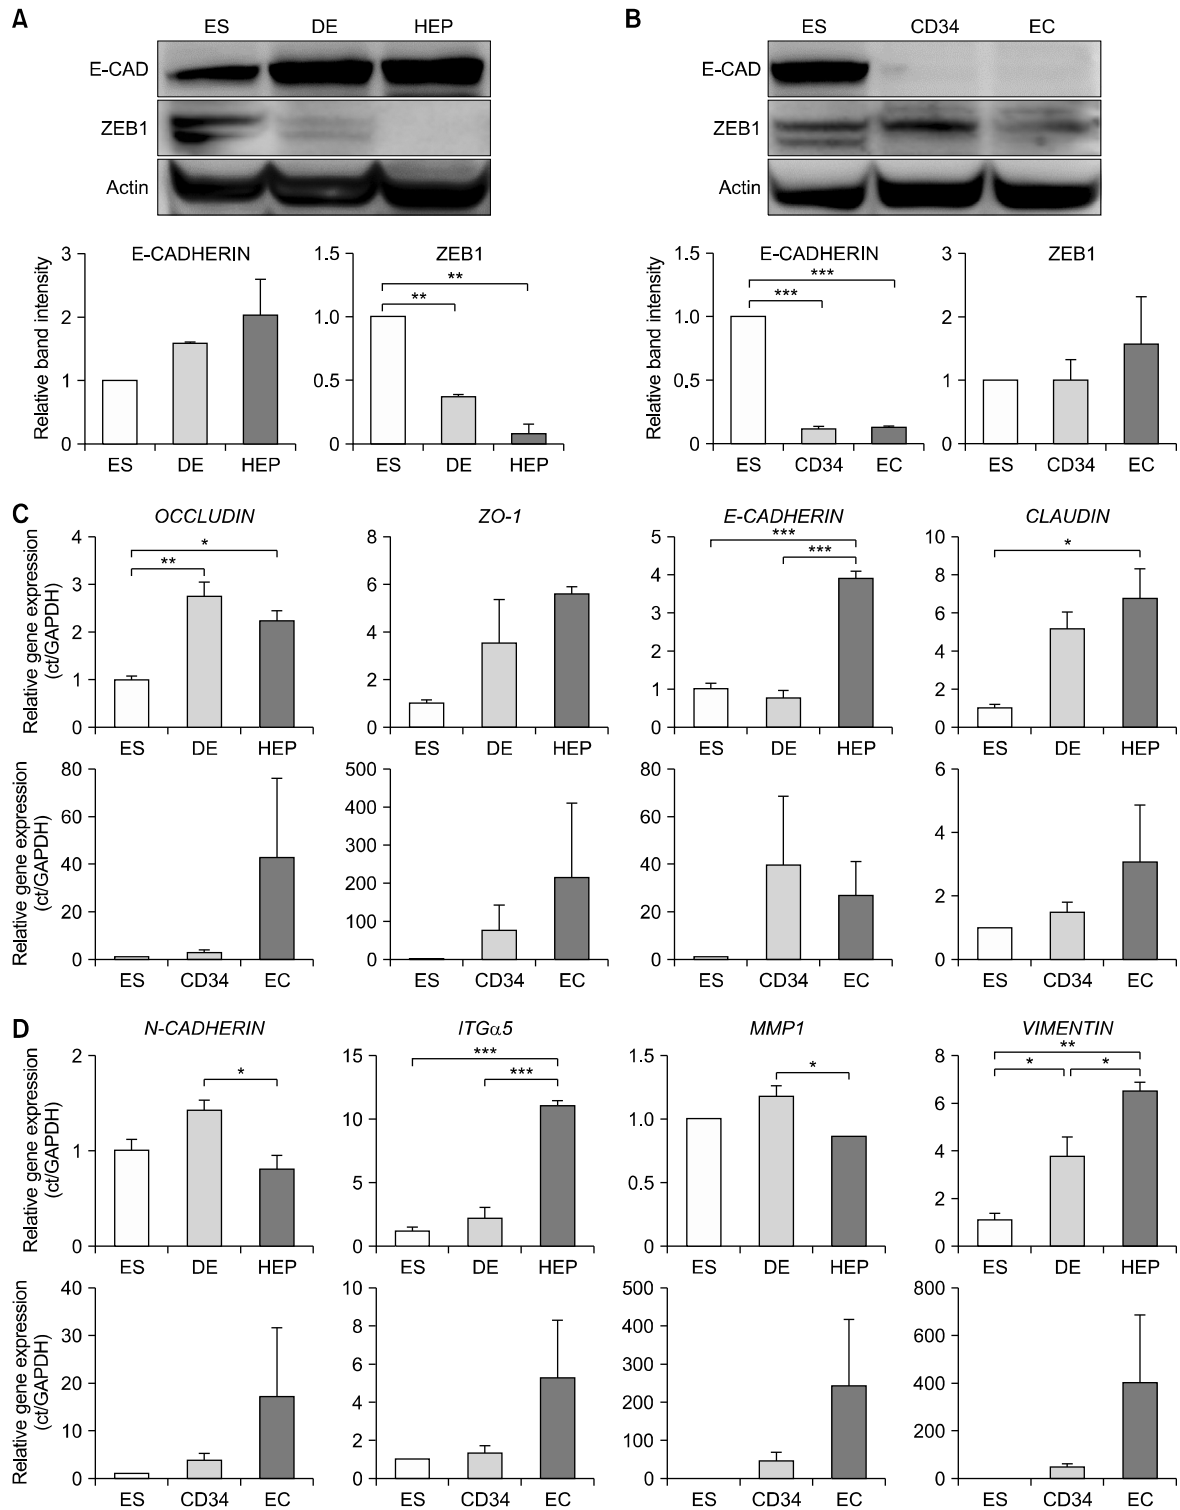 A
ES DE HEP
E-CAD
ZEB1
Actin
E-CADHERIN
Relative band intensity
3
2
1
0
ES DE HEP
ZEB1
1.5
1.0
0.5
0
** **
ES DE HEP
B
ES CD34 EC
E-CAD
ZEB1
Actin
E-CADHERIN
Relative band intensity
1.5
1.0
0.5
0
*** ***
ES CD34 EC
ZEB1
3
2
1
0
ES CD34 EC
C
OCCLUDIN
Relative gene expression
(ct/GAPDH)
4
3
2
1
0
*
**
ES DE HEP
ZO-1
8
6
4
2
0
ES DE HEP
E-CADHERIN
5
4
3
2
1
0
***
***
ES DE HEP
CLAUDIN
8
6
4
2
0
*
ES DE HEP
Relative gene expression
(ct/GAPDH)
80
60
40
20
0
ES CD34 EC
500
400
300
200
100
0
ES CD34 EC
80
60
40
20
0
ES CD34 EC
6
4
2
0
ES CD34 EC
D
N-CADHERIN
Relative gene expression
(ct/GAPDH)
2
1
0
*
ES DE HEP
ITGα5
15
10
5
0
***
***
ES DE HEP
MMP1
1.5
1.0
0.5
0
*
ES DE HEP
VIMENTIN
8
6
4
2
0
**
* *
ES DE HEP
Relative gene expression
(ct/GAPDH)
40
30
20
10
0
ES CD34 EC
10
8
6
4
2
0
ES CD34 EC
500
400
300
200
100
0
ES CD34 EC
800
600
400
200
0
ES CD34 EC